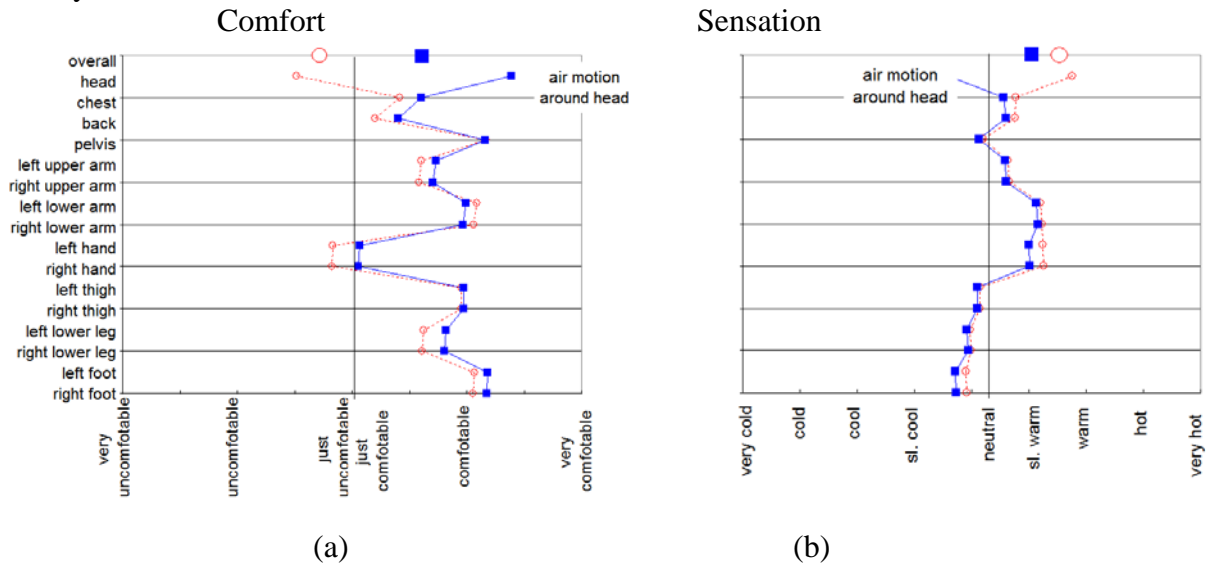 Comfort
Sensation
overall
head
chest
back
pelvis
left upper arm
right upper arm
left lower arm
right lower arm
left hand
right hand
left thigh
right thigh
left lower leg
right lower leg
left foot
right foot
air motion
around head
very
uncomfotable
uncomfotable
just
uncomfotable
just
comfotable
comfotable
very
comfotable
air motion
around head
very cold
cold
cool
sl. cool
neutral
sl. warm
warm
hot
very hot
(a)
(b)